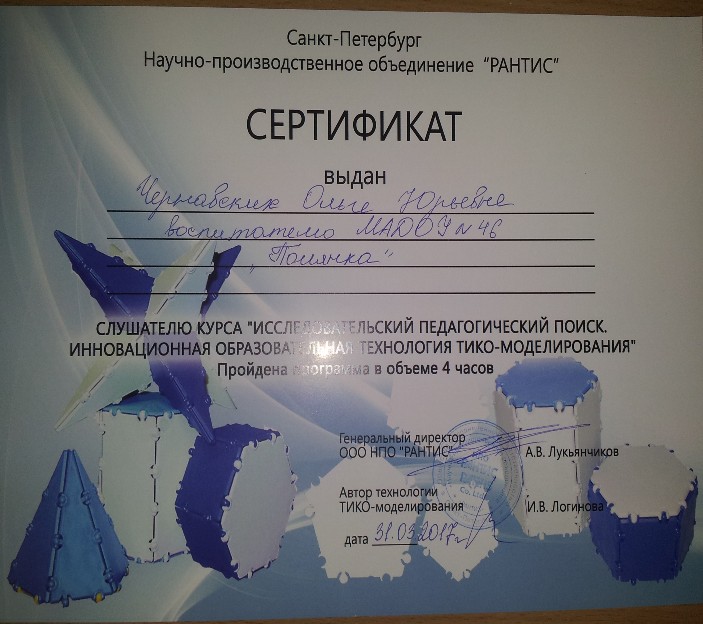 Санкт-Петербург
Научно-производственное объединение "РАНТИС"
СЕРТИФИКАТ
выдан
Чернавских Ольге Юрьевне
воспитателю МАДОУ №46
"Полянка"
СЛУШАТЕЛЮ КУРСА "ИССЛЕДОВАТЕЛЬСКИЙ ПЕДАГОГИЧЕСКИЙ ПОИСК.
ИННОВАЦИОННАЯ ОБРАЗОВАТЕЛЬНАЯ ТЕХНОЛОГИЯ ТИКО-МОДЕЛИРОВАНИЯ"
Пройдена программа в объеме 4 часов
Генеральный директор
ООО НПО "РАНТИС" А.В. Лукьянчиков
Автор технологии
ТИКО-моделирования И.В. Логинова
дата 31.03.2017г.